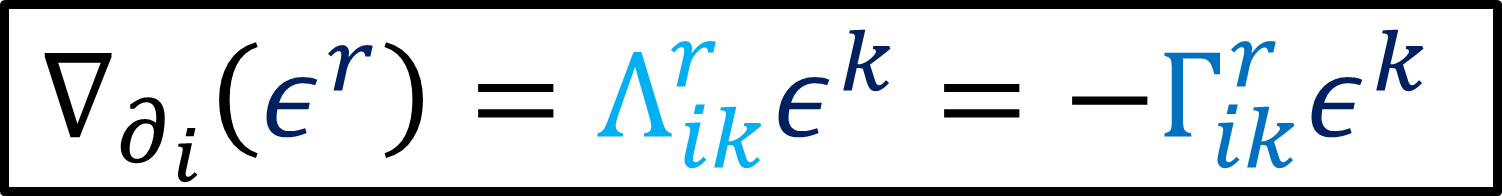 ∇_{∂_i}(ϵ^r) = Λ^r_{ik} ϵ^k = −Γ^r_{ik} ϵ^k